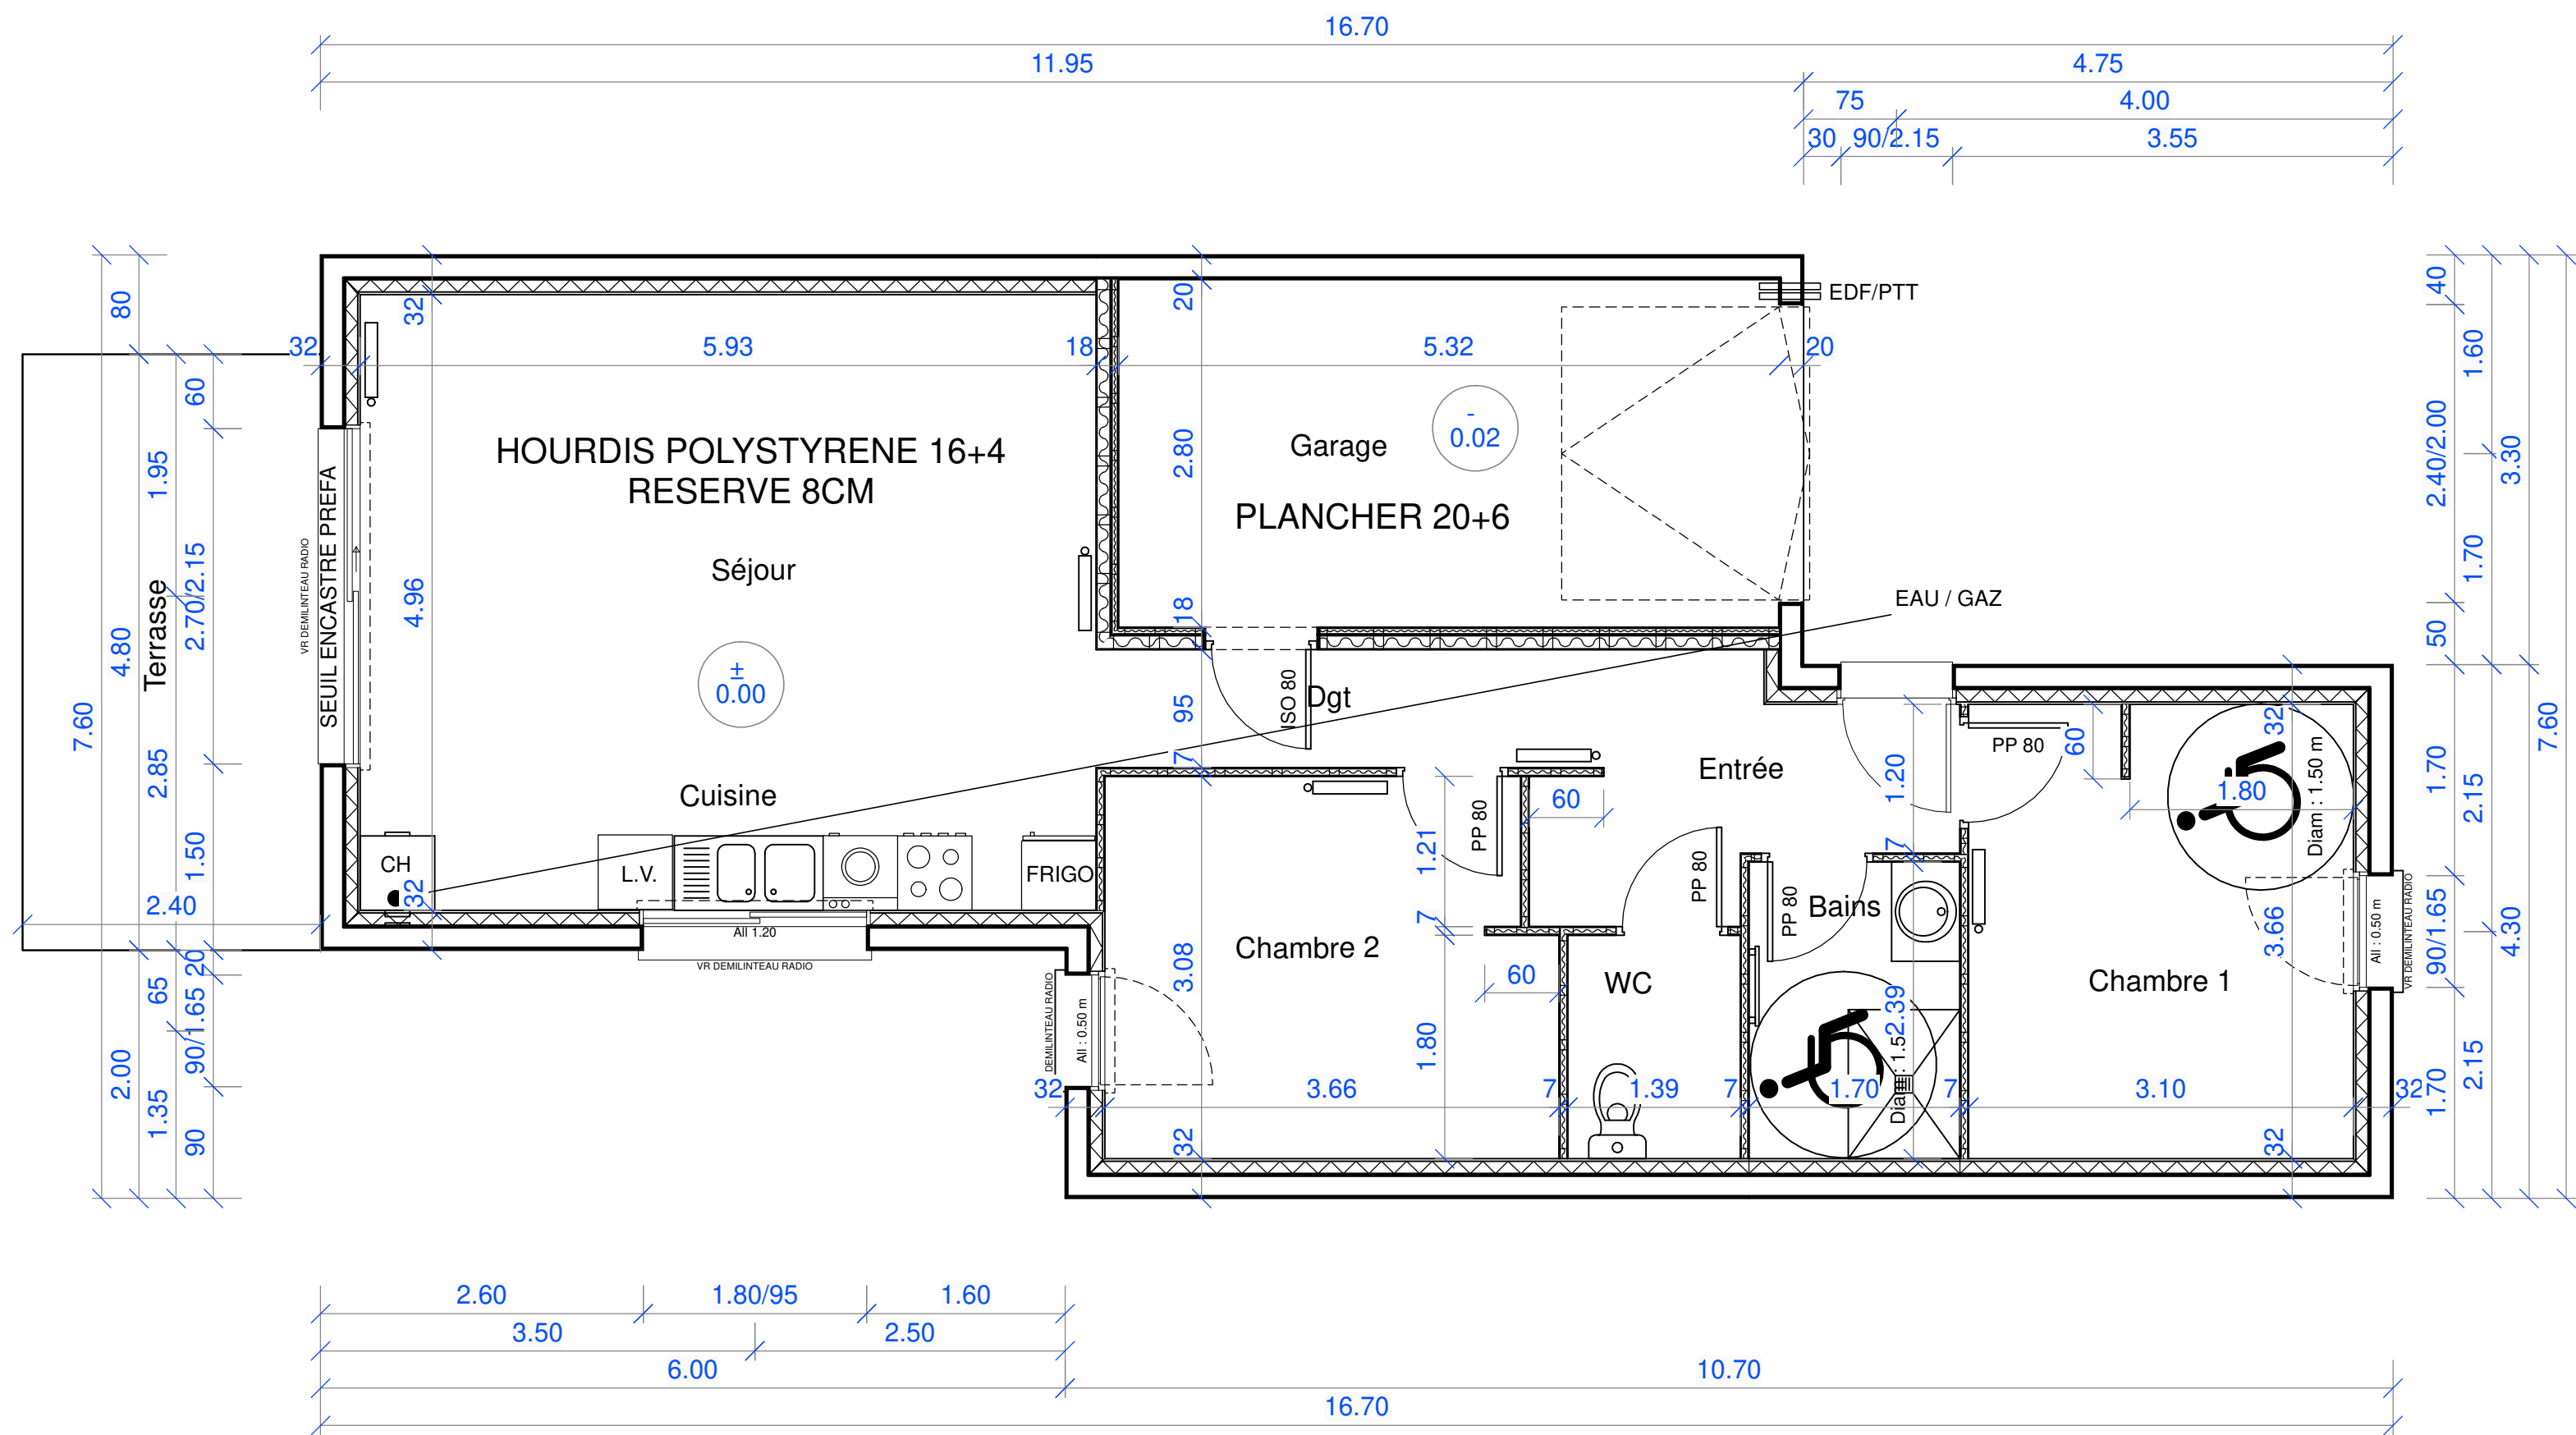 16.70
11.95
4.75
75
4.00
30
90/2.15
3.55
EDF/PTT
80
32
20
40
32
5.93
18
5.32
20
1.60
60
-
0.02
Garage
HOURDIS POLYSTYRENE 16+4
RESERVE 8CM
1.95
2.80
2.40/2.00
3.30
PLANCHER 20+6
SEUIL ENCASTRE PREFA
VR DEMILINTEAU RADIO
Séjour
2.70/2.15
4.96
18
1.70
EAU / GAZ
Terrasse
4.80
7.60
±
0.00
ISO 80
Dgt
95
50
7.60
2.85
7
Entrée
PP 80
60
32
Diam : 1.50 m
1.80
1.20
1.70
2.15
Cuisine
60
PP 80
1.21
1.50
CH
32
L.V.
FRIGO
PP 80
7
PP 80
Bains
2.40
All 1.20
VR DEMILINTEAU RADIO
7
Chambre 2
3.08
60
WC
Chambre 1
3.66
All : 0.50 m
VR DEMILINTEAU RADIO
90/1.65
4.30
20
65
90/1.65
2.00
1.35
90
DEMILINTEAU RADIO
All : 0.50 m
1.80
2.39
Diam : 1.5
32
3.66
7
1.39
7
1.70
7
3.10
32
1.70
2.15
32
32
2.60
1.80/95
1.60
3.50
2.50
6.00
10.70
16.70